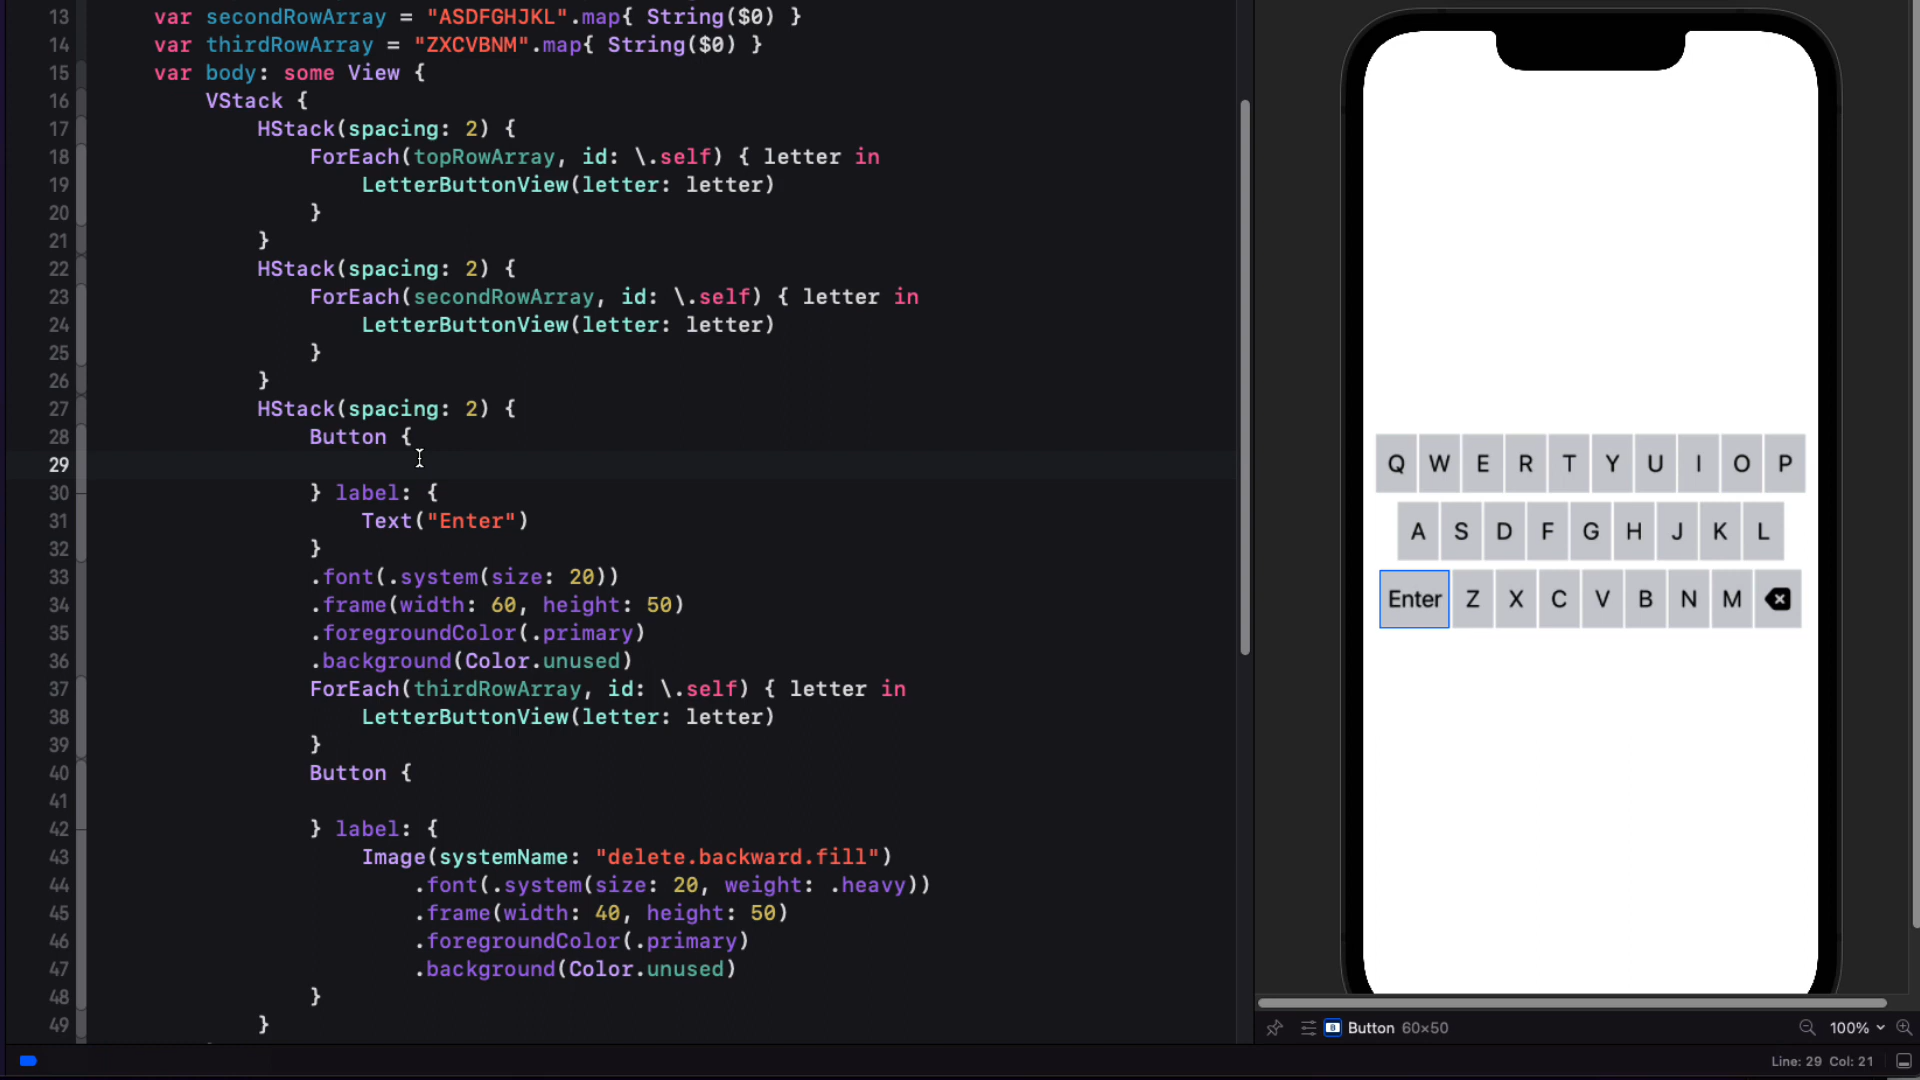 13 var secondRowArray = "ASDFGHJKL".map{ String($0) }
14 var thirdRowArray = "ZXCVBNM".map{ String($0) }
15 var body: some View {
16 VStack {
17 HStack(spacing: 2) {
18 ForEach(topRowArray, id: \.self) { letter in
19 LetterButtonView(letter: letter)
20 }
21 }
22 HStack(spacing: 2) {
23 ForEach(secondRowArray, id: \.self) { letter in
24 LetterButtonView(letter: letter)
25 }
26 }
27 HStack(spacing: 2) {
28 Button {
29
30 } label: {
31 Text("Enter")
32 }
33 .font(.system(size: 20))
34 .frame(width: 60, height: 50)
35 .foregroundColor(.primary)
36 .background(Color.unused)
37 ForEach(thirdRowArray, id: \.self) { letter in
38 LetterButtonView(letter: letter)
39 }
40 Button {
41
42 } label: {
43 Image(systemName: "delete.backward.fill")
44 .font(.system(size: 20, weight: .heavy))
45 .frame(width: 40, height: 50)
46 .foregroundColor(.primary)
47 .background(Color.unused)
48 }
49 }
Q W E R T Y U I O P
A S D F G H J K L
Enter Z X C V B N M
Button 60×50
100%
Line: 29 Col: 21